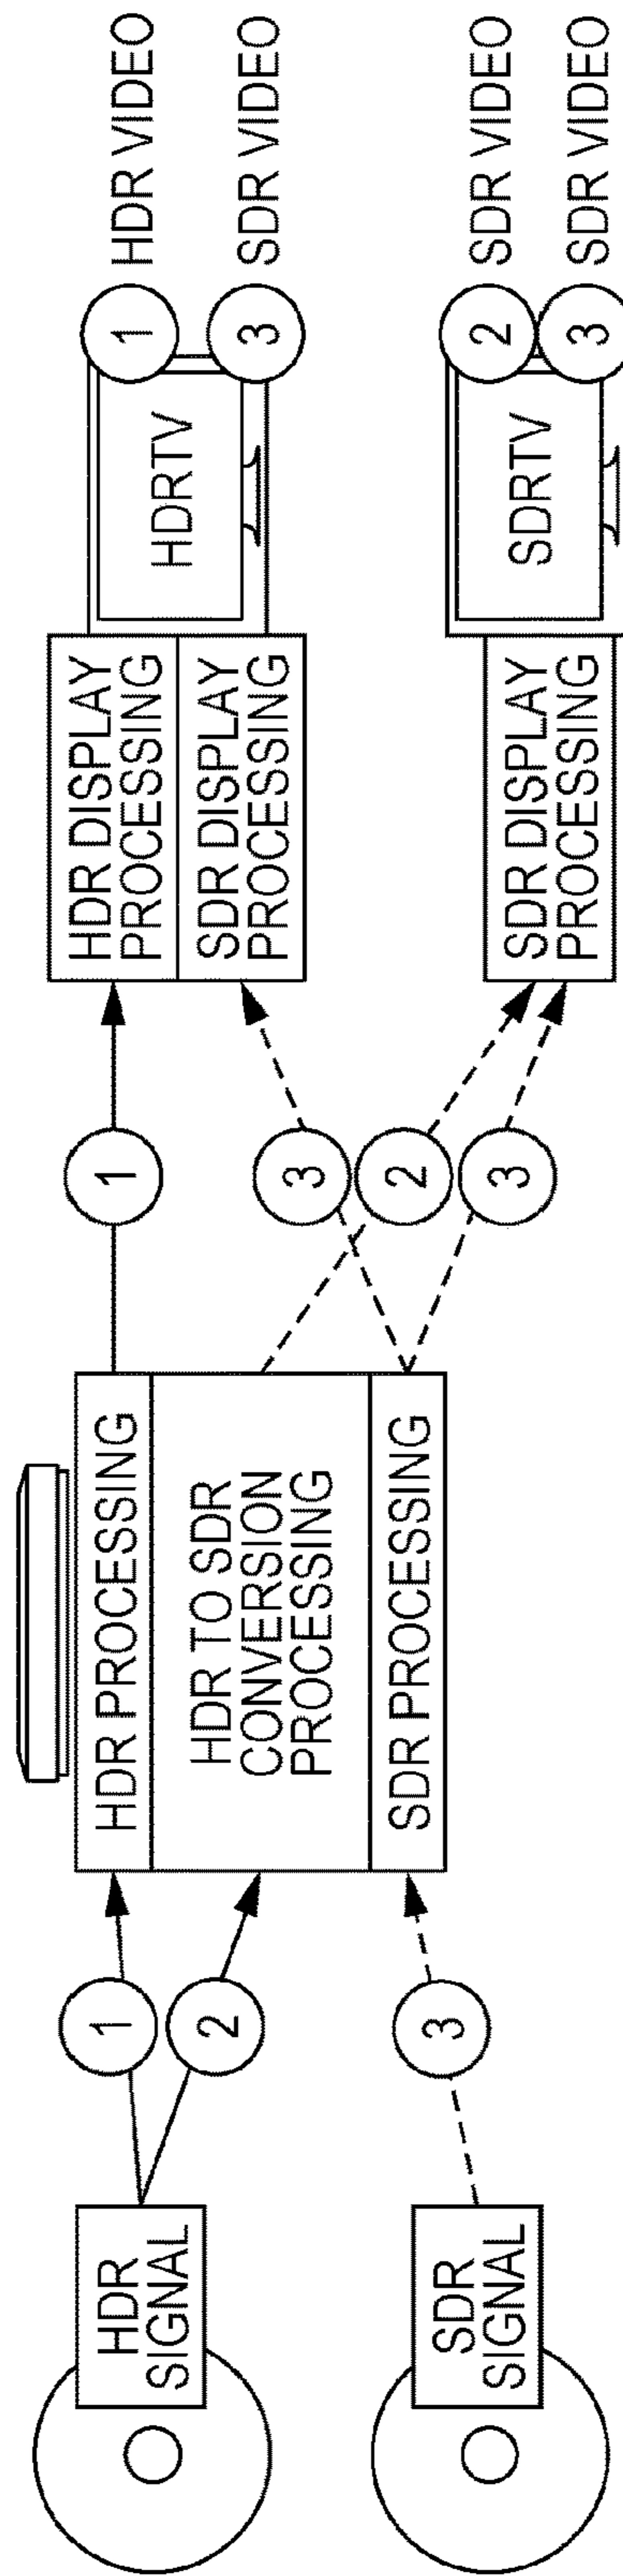 HDR
SIGNAL
SDR
SIGNAL
1
2
3
HDR PROCESSING
HDR TO SDR
CONVERSION
PROCESSING
SDR PROCESSING
1
3
2
3
HDR DISPLAY
PROCESSING
SDR DISPLAY
PROCESSING
SDR DISPLAY
PROCESSING
HDRTV
SDRTV
1
HDR VIDEO
3
SDR VIDEO
2
SDR VIDEO
3
SDR VIDEO